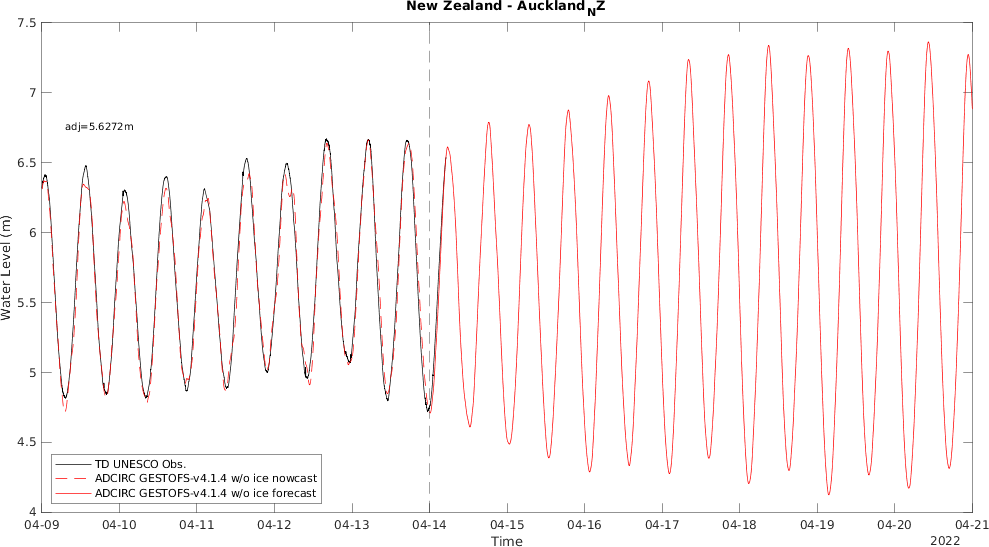 New Zealand - Auckland_NZ
7.5
7
6.5
6
5.5
5
4.5
4
Water Level (m)
adj=5.6272m
TD UNESCO Obs.
ADCIRC GESTOFS-v4.1.4 w/o ice nowcast
ADCIRC GESTOFS-v4.1.4 w/o ice forecast
04-09 04-10 04-11 04-12 04-13 04-14 04-15 04-16 04-17 04-18 04-19 04-20 04-21
Time
2022